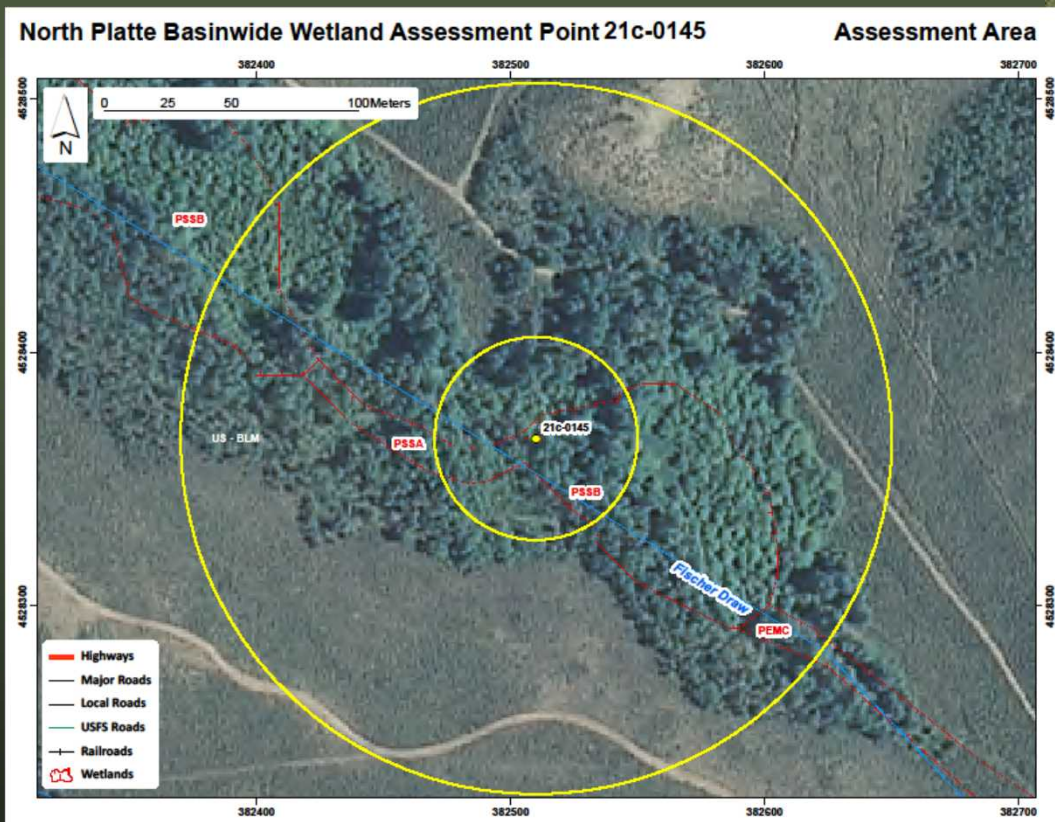 North Platte Basinwide Wetland Assessment Point 21c-0145 Assessment Area
382400 382500 382600 382700
4528500 4528500
0 25 50 100Meters
N
PSSB
4528400 4528400
21c-0145
US - BLM
PSSA
PSSB
Fischer Draw
4528300 4528300
PEMC
Highways
Major Roads
Local Roads
USFS Roads
Railroads
Wetlands
382400 382500 382600 382700